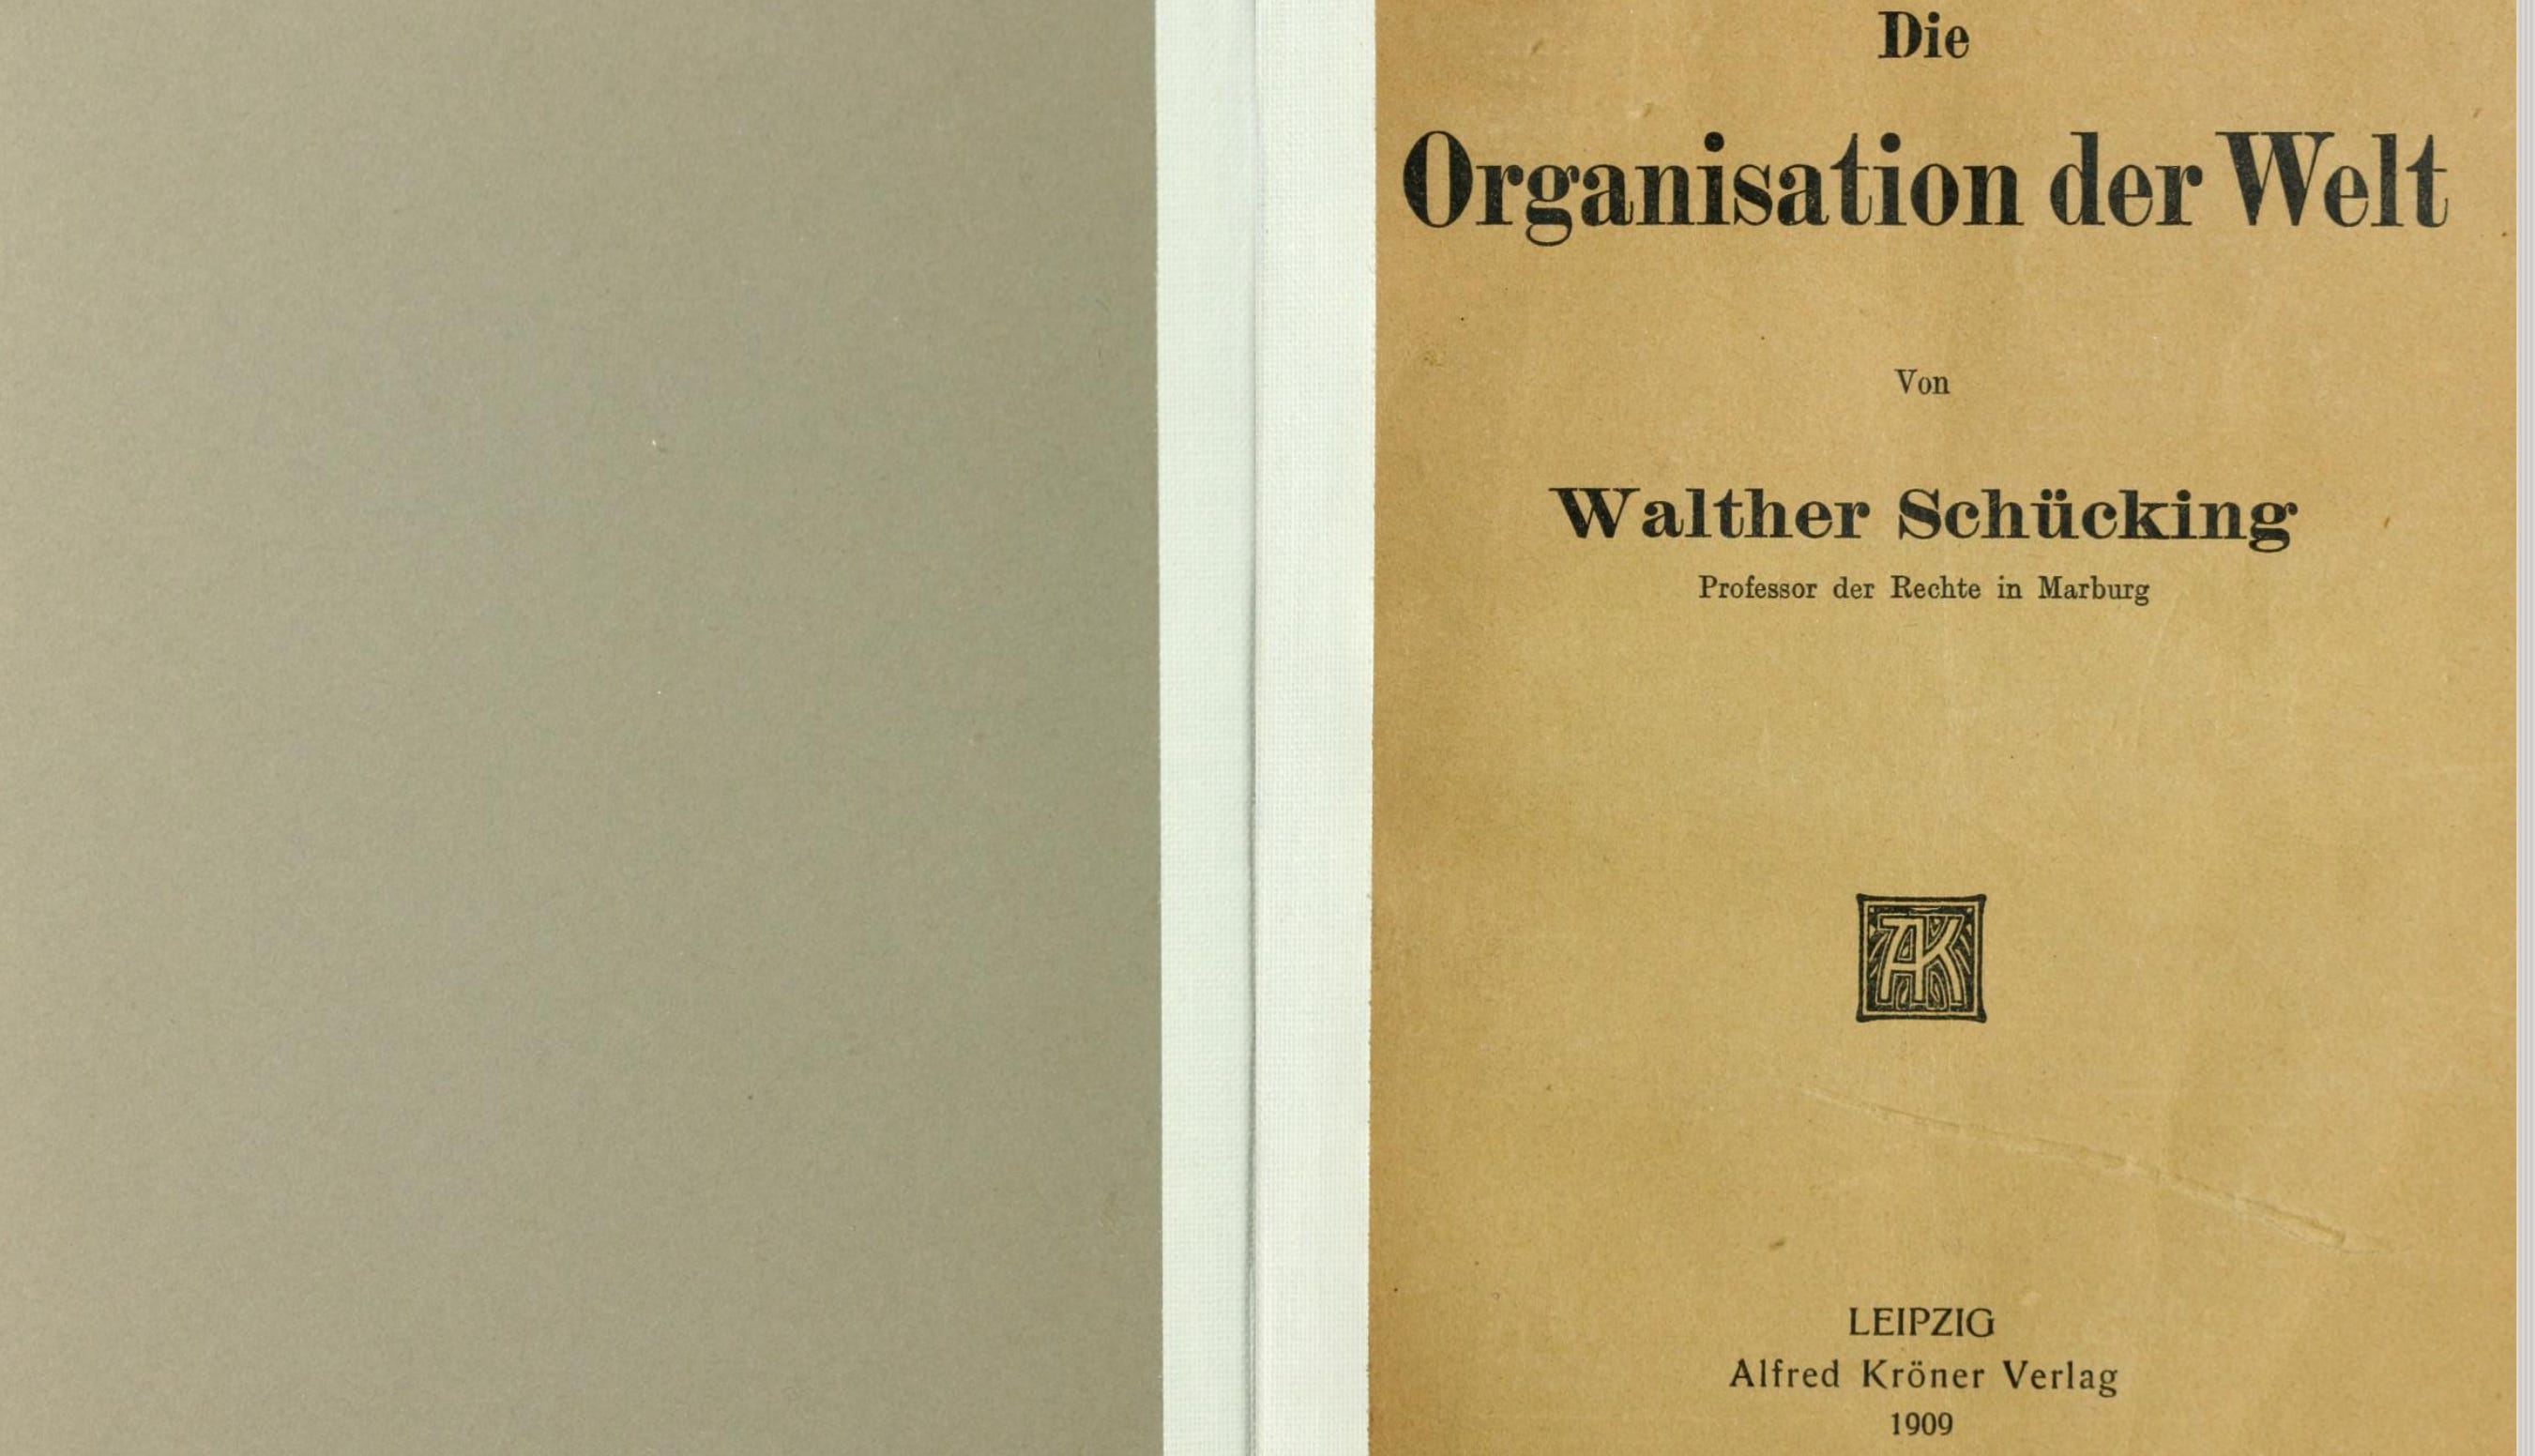 Die
Organisation der Welt
Von
Walther Schücking
Professor der Rechte in Marburg
AK
LEIPZIG
Alfred Kröner Verlag
1909